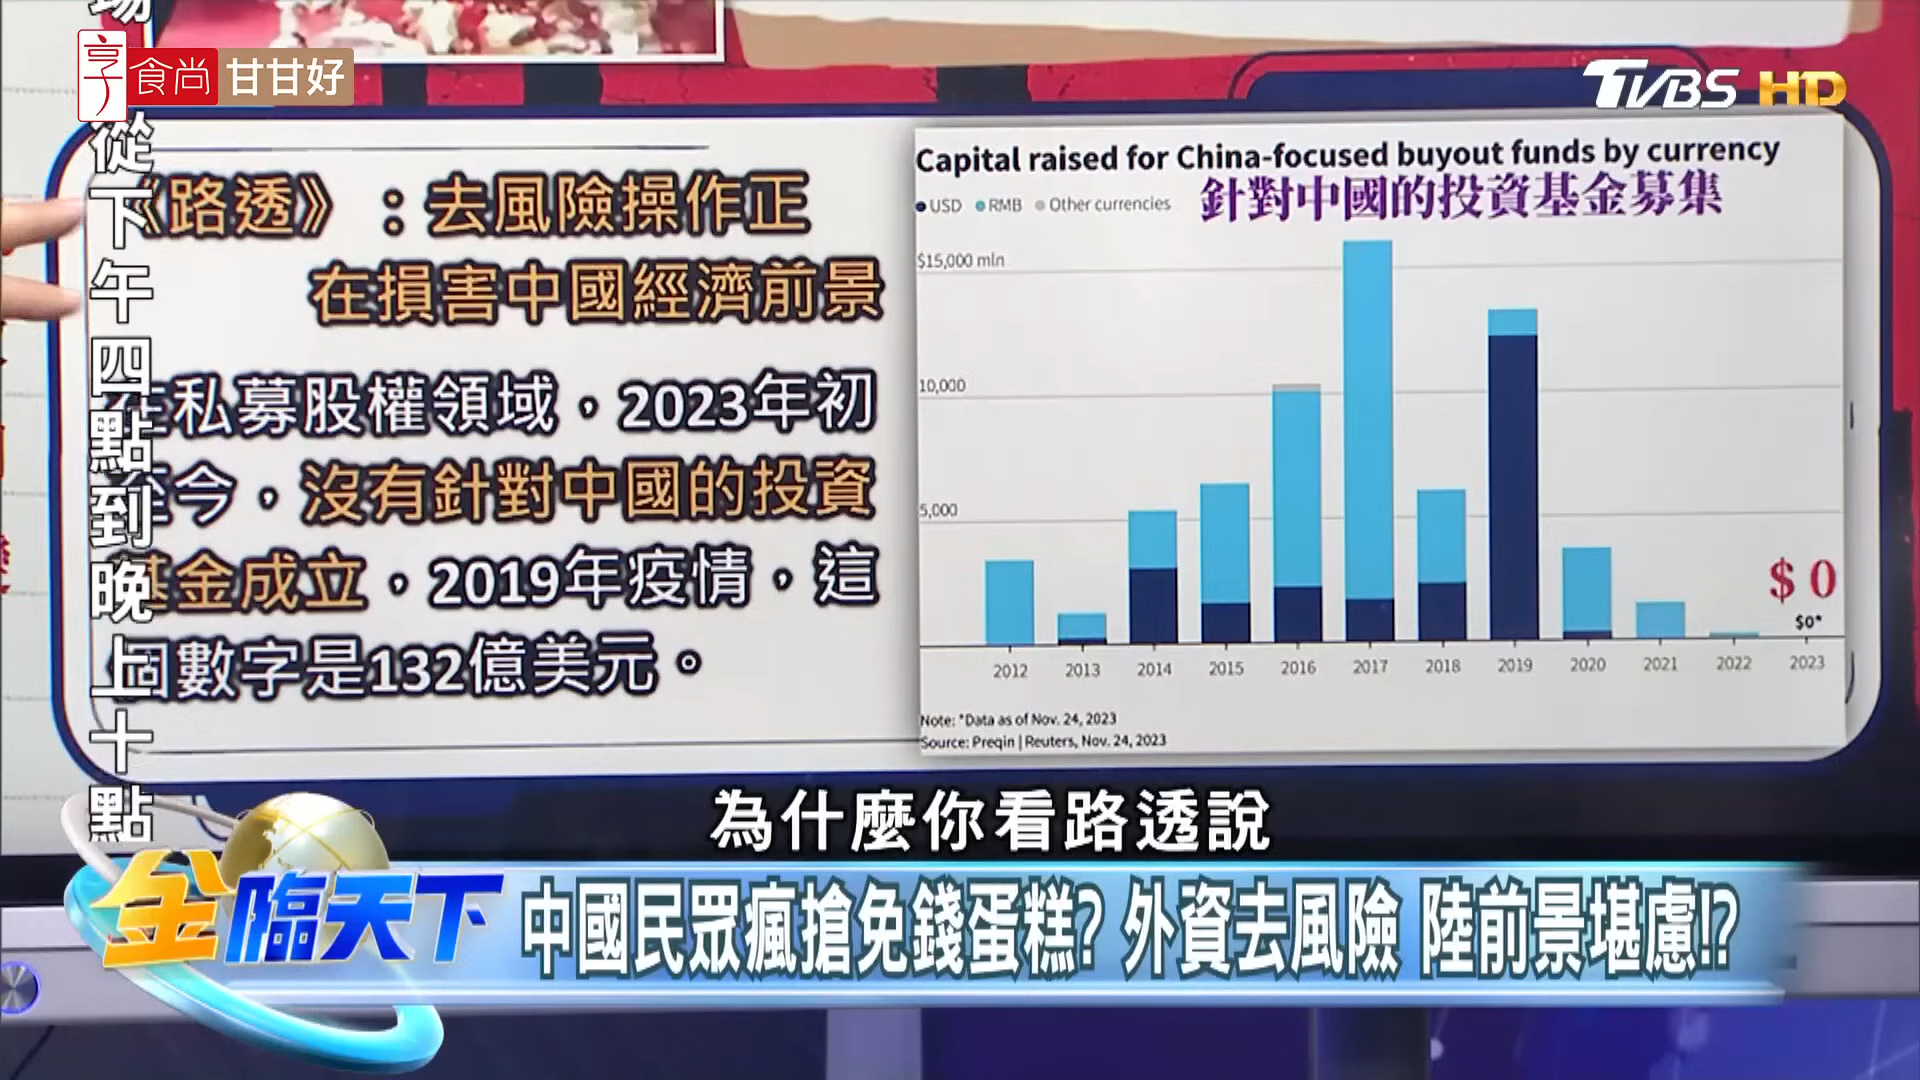 享 食尚 甘甘好
TVBS HD
從下午四點到晚上十點
《路透》：去風險操作正
在損害中國經濟前景
私募股權領域，2023年初
至今，沒有針對中國的投資
基金成立，2019年疫情，這
個數字是132億美元。
Capital raised for China-focused buyout funds by currency
USD RMB Other currencies
針對中國的投資基金募集
$15,000 mln
10,000
5,000
$0
$0*
2012 2013 2014 2015 2016 2017 2018 2019 2020 2021 2022 2023
Note: *Data as of Nov. 24, 2023
Source: Preqin | Reuters, Nov. 24, 2023
為什麼你看路透說
金臨天下
中國民眾瘋搶免錢蛋糕? 外資去風險 陸前景堪慮!?